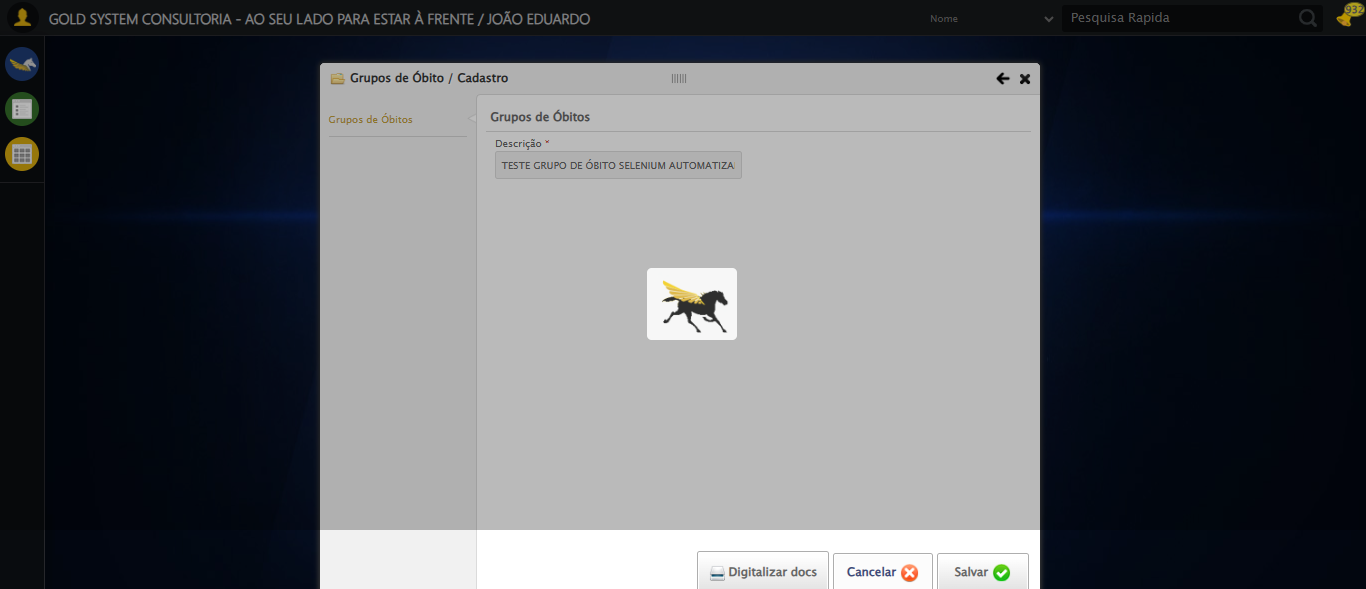 GOLD SYSTEM CONSULTORIA - AO SEU LADO PARA ESTAR À FRENTE / JOÃO EDUARDO
Nome
Pesquisa Rapida
932
Grupos de Óbito / Cadastro
Grupos de Óbitos
Grupos de Óbitos
Descrição *
TESTE GRUPO DE ÓBITO SELENIUM AUTOMATIZA
Digitalizar docs
Cancelar
Salvar